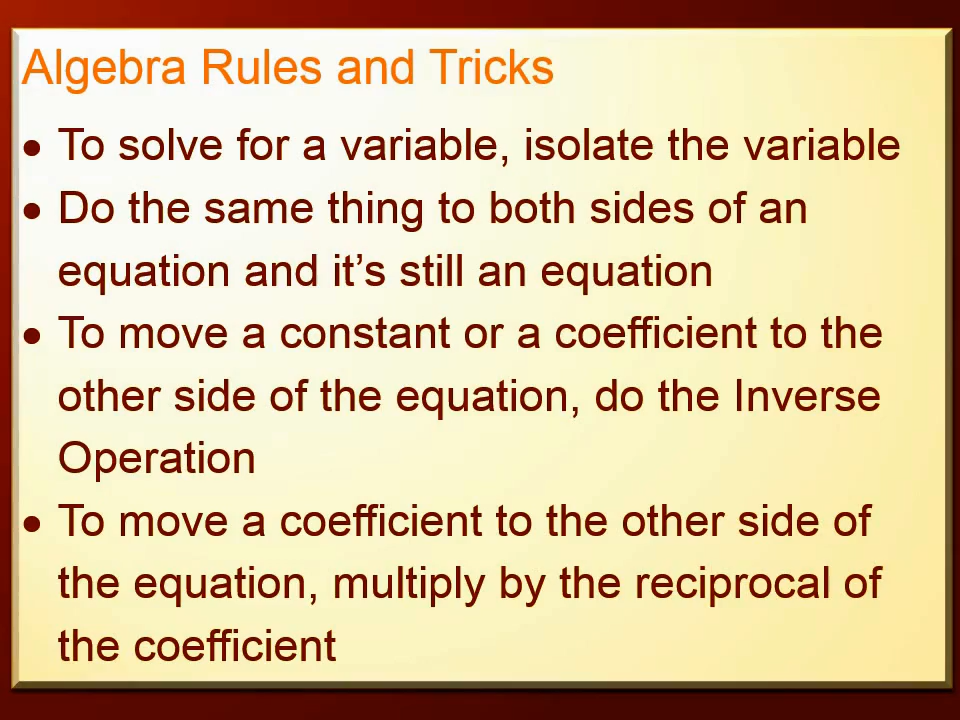 Algebra Rules and Tricks
• To solve for a variable, isolate the variable
• Do the same thing to both sides of an
equation and it’s still an equation
• To move a constant or a coefficient to the
other side of the equation, do the Inverse
Operation
• To move a coefficient to the other side of
the equation, multiply by the reciprocal of
the coefficient